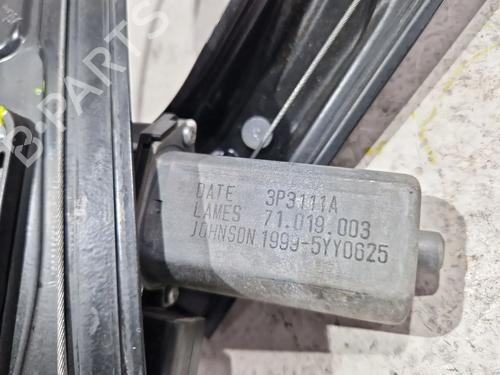 B-PARTS
DATE 3P3111A
LAMES 71.019.003
JOHNSON 1999-5YY0625